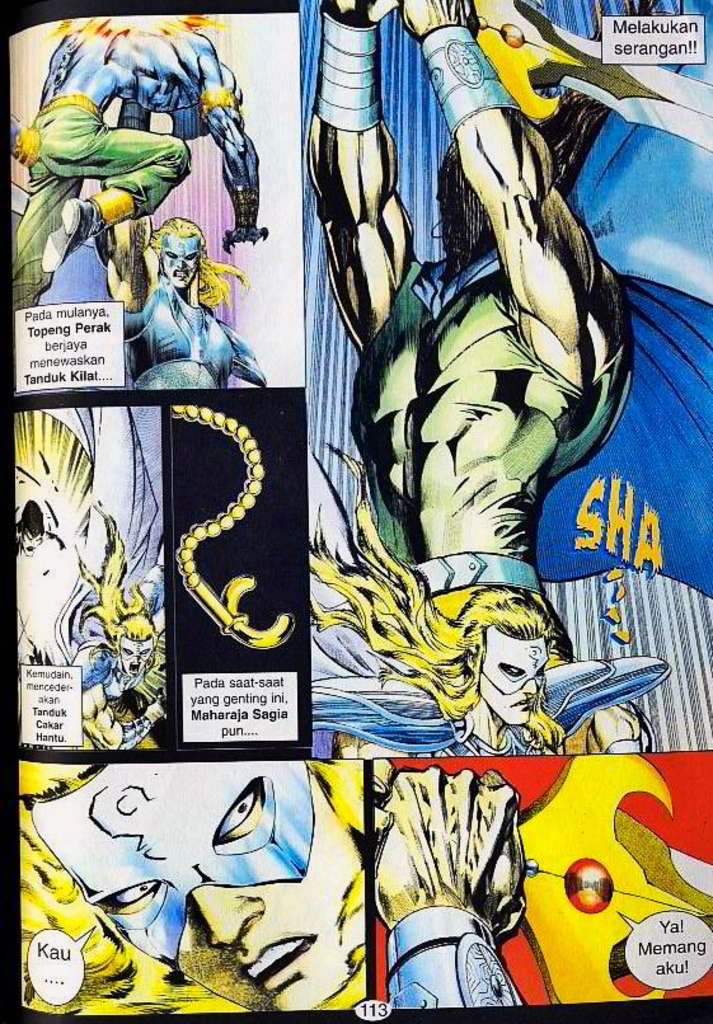 Pada mulanya,
Topeng Perak
berjaya
menewaskan
Tanduk Kilat....
Melakukan
serangan!!
SHA
Kemudain,
menceder-
akan
Tanduk
Cakar
Hantu.
Pada saat-saat
yang genting ini,
Maharaja Sagia
pun....
Kau
....
Ya!
Memang
aku!
113